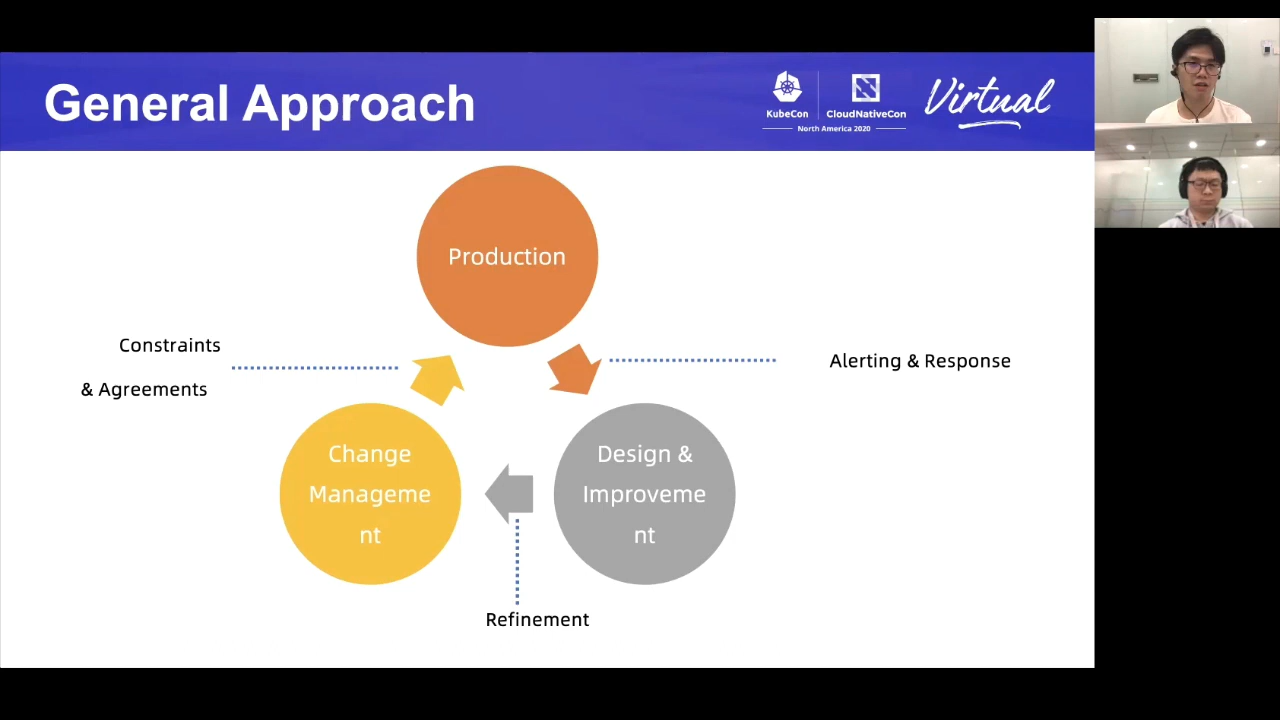 General Approach
KubeCon
CloudNativeCon
North America 2020
Virtual
Production
Constraints
& Agreements
Alerting & Response
Change
Manageme
nt
Design &
Improveme
nt
Refinement